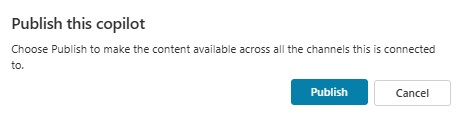 Publish this copilot
Choose Publish to make the content available across all the channels this is connected
to.
Publish
Cancel